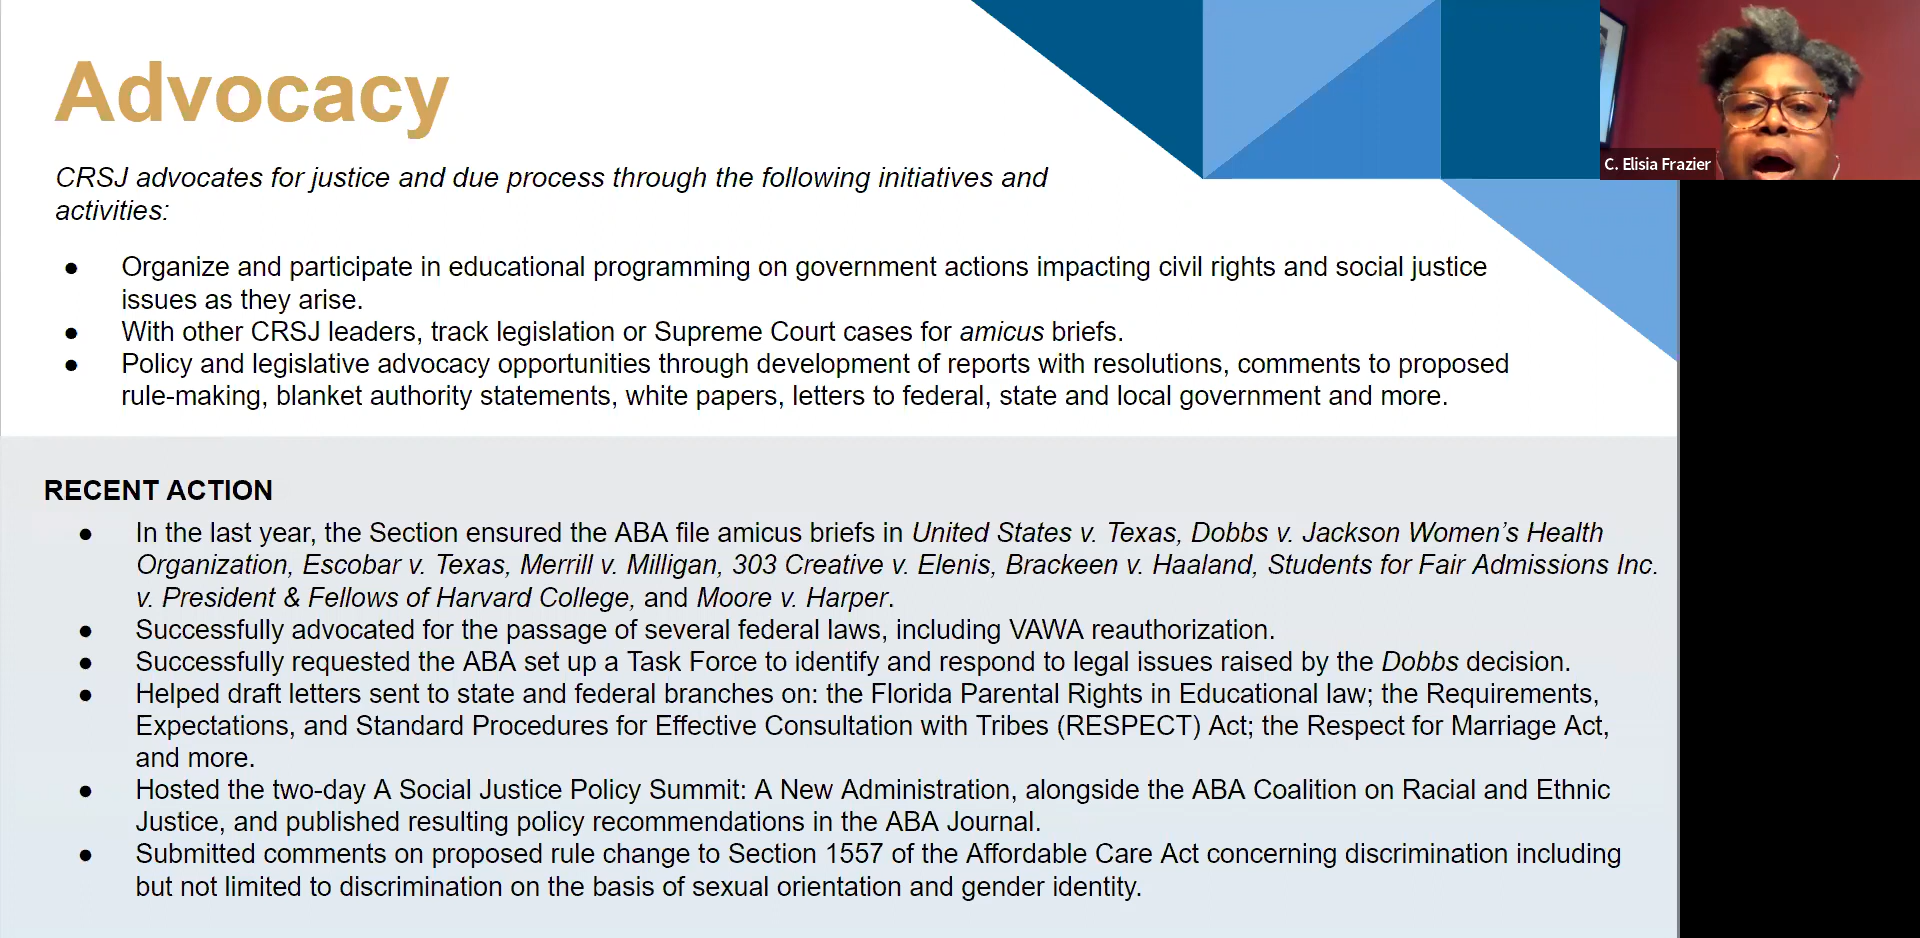 Advocacy
C. Elisia Frazier
CRSJ advocates for justice and due process through the following initiatives and
activities:
● Organize and participate in educational programming on government actions impacting civil rights and social justice
issues as they arise.
● With other CRSJ leaders, track legislation or Supreme Court cases for amicus briefs.
● Policy and legislative advocacy opportunities through development of reports with resolutions, comments to proposed
rule-making, blanket authority statements, white papers, letters to federal, state and local government and more.
RECENT ACTION
● In the last year, the Section ensured the ABA file amicus briefs in United States v. Texas, Dobbs v. Jackson Women’s Health
Organization, Escobar v. Texas, Merrill v. Milligan, 303 Creative v. Elenis, Brackeen v. Haaland, Students for Fair Admissions Inc.
v. President & Fellows of Harvard College, and Moore v. Harper.
● Successfully advocated for the passage of several federal laws, including VAWA reauthorization.
● Successfully requested the ABA set up a Task Force to identify and respond to legal issues raised by the Dobbs decision.
● Helped draft letters sent to state and federal branches on: the Florida Parental Rights in Educational law; the Requirements,
Expectations, and Standard Procedures for Effective Consultation with Tribes (RESPECT) Act; the Respect for Marriage Act,
and more.
● Hosted the two-day A Social Justice Policy Summit: A New Administration, alongside the ABA Coalition on Racial and Ethnic
Justice, and published resulting policy recommendations in the ABA Journal.
● Submitted comments on proposed rule change to Section 1557 of the Affordable Care Act concerning discrimination including
but not limited to discrimination on the basis of sexual orientation and gender identity.